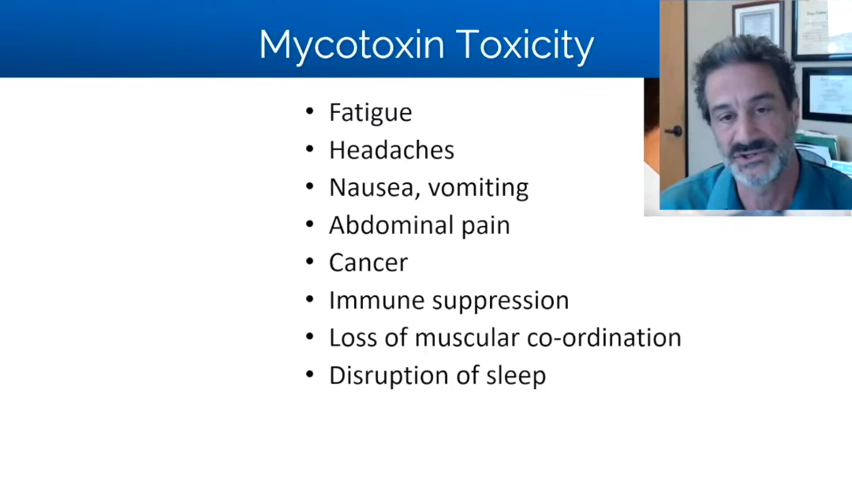 Mycotoxin Toxicity
• Fatigue
• Headaches
• Nausea, vomiting
• Abdominal pain
• Cancer
• Immune suppression
• Loss of muscular co-ordination
• Disruption of sleep